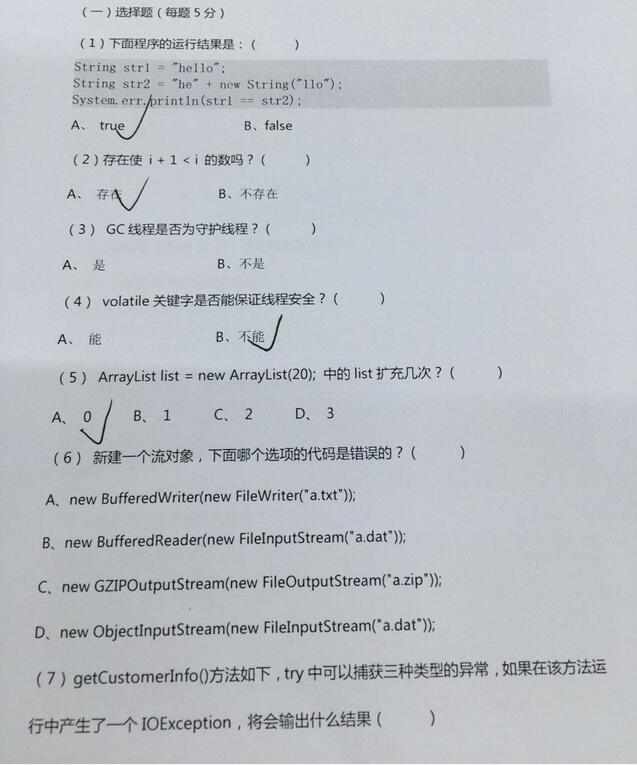 （一）选择题（每题5分）
（1）下面程序的运行结果是：（  ）
String str1 = "hello";
String str2 = "he" + new String("llo");
System.err.println(str1 == str2);
A、 true B、false
（2）存在使 i + 1 < i 的数吗？（  ）
A、 存在 B、不存在
（3） GC 线程是否为守护线程？（  ）
A、 是 B、不是
（4） volatile 关键字是否能保证线程安全？（  ）
A、 能 B、不能
（5） ArrayList list = new ArrayList(20); 中的 list 扩充几次？（  ）
A、 0 B、 1 C、 2 D、 3
（6） 新建一个流对象，下面哪个选项的代码是错误的？（  ）
A、new BufferedWriter(new FileWriter("a.txt"));
B、new BufferedReader(new FileInputStream("a.dat"));
C、new GZIPOutputStream(new FileOutputStream("a.zip"));
D、new ObjectInputStream(new FileInputStream("a.dat"));
（7）getCustomerInfo()方法如下，try 中可以捕获三种类型的异常，如果在该方法运
行中产生了一个 IOException，将会输出什么结果（  ）